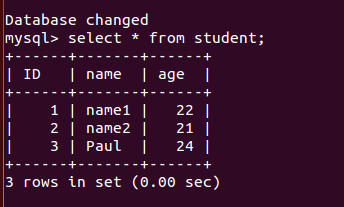 Database changed
mysql> select * from student;
+------+-------+------+
| ID   | name  | age  |
+------+-------+------+
|    1 | name1 |   22 |
|    2 | name2 |   21 |
|    3 | Paul  |   24 |
+------+-------+------+
3 rows in set (0.00 sec)